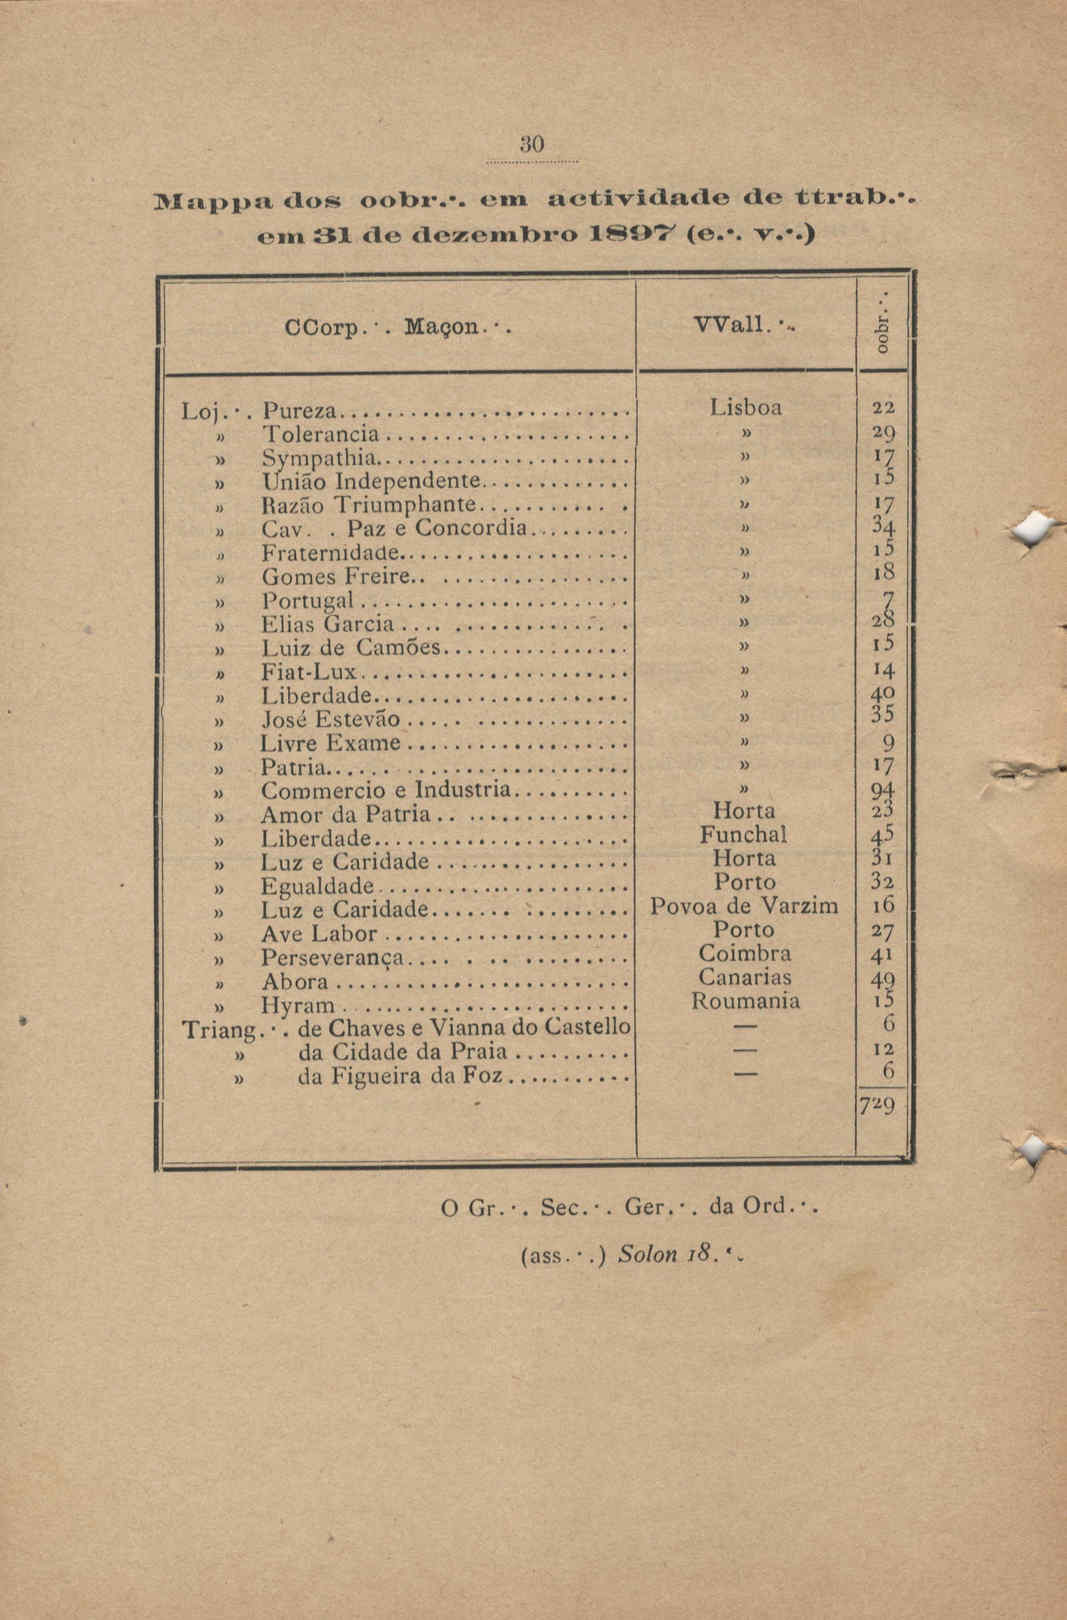 30
Mappa dos oobr.·. em actividade de ttrab.·.
em 31 de dezembro 1897 (e.·. v.·.)
CCorp.·. Maçon.·. VVall.·. oobr.·.
Loj.·. Pureza........................ Lisboa 22
» Tolerancia..................... » 29
» Sympathia..................... » 17
» União Independente............. » 15
» Razão Triumphante............ . » 17
» Cav. . Paz e Concordia......... » 34
» Fraternidade................... » 15
» Gomes Freire.. ................ » 18
» Portugal....................... » 7
» Elias Garcia.... .............. . » 28
» Luiz de Camões................ » 15
» Fiat-Lux....................... » 14
» Liberdade...................... » 40
» José Estevão..... ............. » 35
» Livre Exame................... » 9
» Patria......................... » 17
» Commercio e Industria.......... » 94
» Amor da Patria.. .............. Horta 23
» Liberdade...................... Funchal 45
» Luz e Caridade................. Horta 31
» Egualdade..................... Porto 32
» Luz e Caridade....... ......... Povoa de Varzim 16
» Ave Labor..................... Porto 27
» Perseverança.... . .. ......... Coimbra 41
» Abora......................... Canarias 49
» Hyram........................ Roumania 15
Triang.·. de Chaves e Vianna do Castello — 6
» da Cidade da Praia.......... — 12
» da Figueira da Foz........... — 6
729
O Gr.·. Sec.·. Ger.·. da Ord.·.
(ass.·.) Solon 18.·.